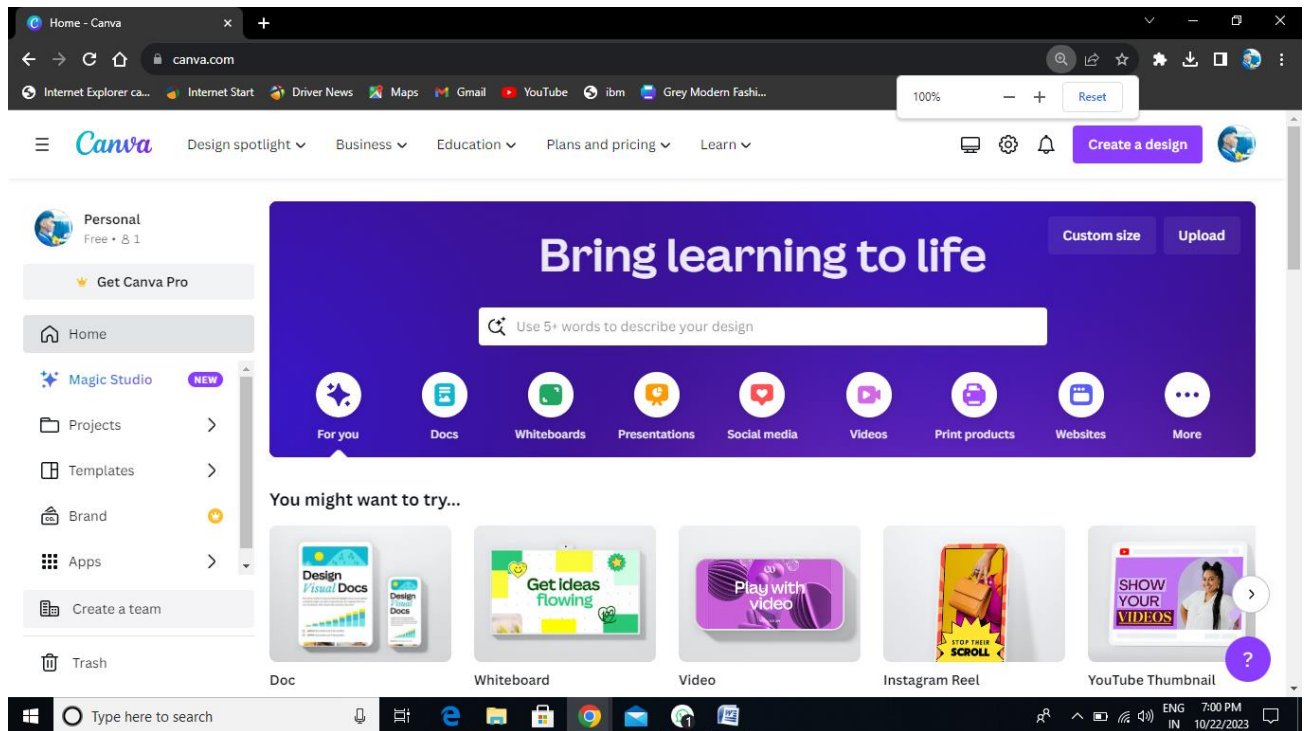 Home - Canva
canva.com
Internet Explorer ca... Internet Start Driver News Maps Gmail YouTube ibm Grey Modern Fashi...
100% Reset
Canva Design spotlight Business Education Plans and pricing Learn Create a design
Personal
Free • 1
Get Canva Pro
Home
Magic Studio NEW
Projects
Templates
Brand
Apps
Create a team
Trash
Custom size Upload
Bring learning to life
Use 5+ words to describe your design
For you Docs Whiteboards Presentations Social media Videos Print products Websites More
You might want to try...
Design
Visual Docs
Design
Visual
Docs
Get ideas
flowing
Play with
video
STOP THEIR
SCROLL
SHOW
YOUR
VIDEOS
Doc Whiteboard Video Instagram Reel YouTube Thumbnail
?
Type here to search
ENG 7:00 PM
IN 10/22/2023